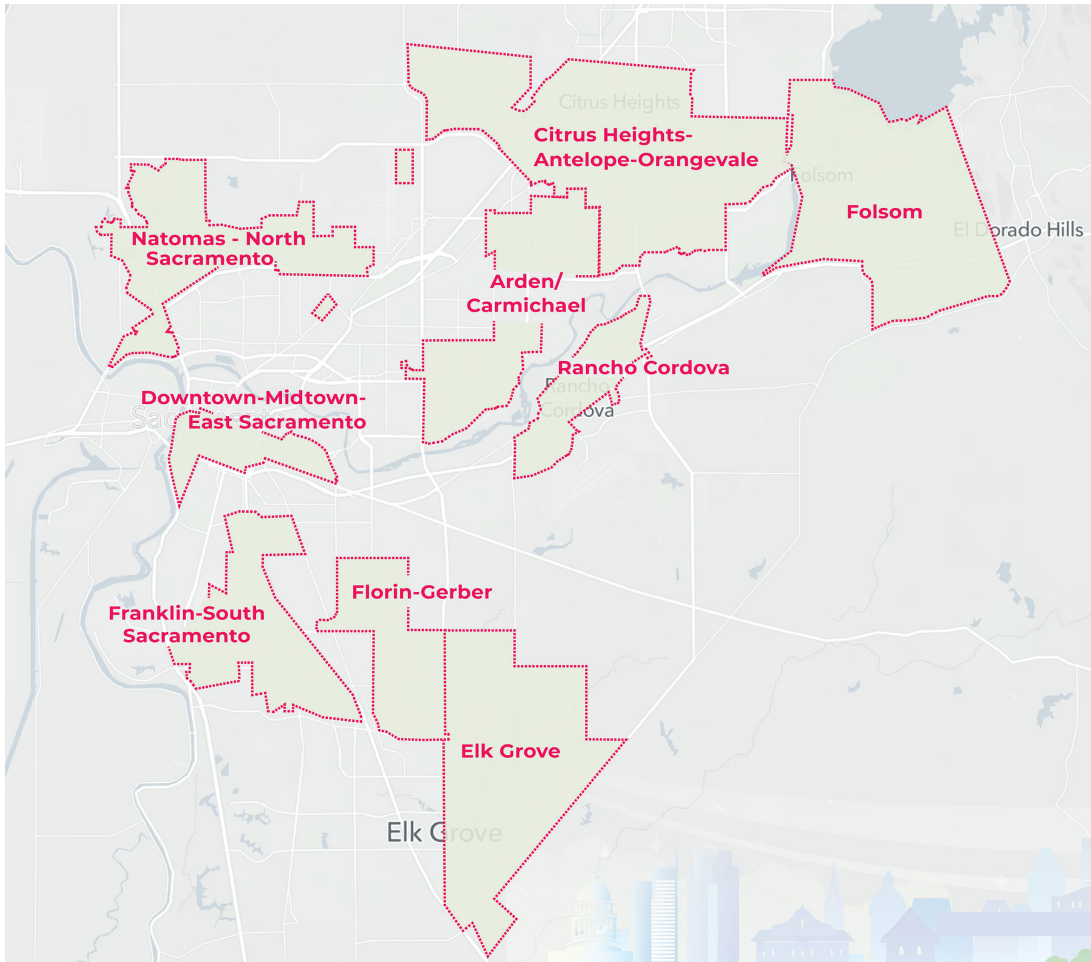 Citrus Heights
Citrus Heights-
Antelope-Orangevale
Folsom
Folsom
El Dorado Hills
Natomas - North
Sacramento
Arden/
Carmichael
Rancho Cordova
Rancho
Cordova
Downtown-Midtown-
East Sacramento
Sacramento
Florin-Gerber
Franklin-South
Sacramento
Elk Grove
Elk Grove